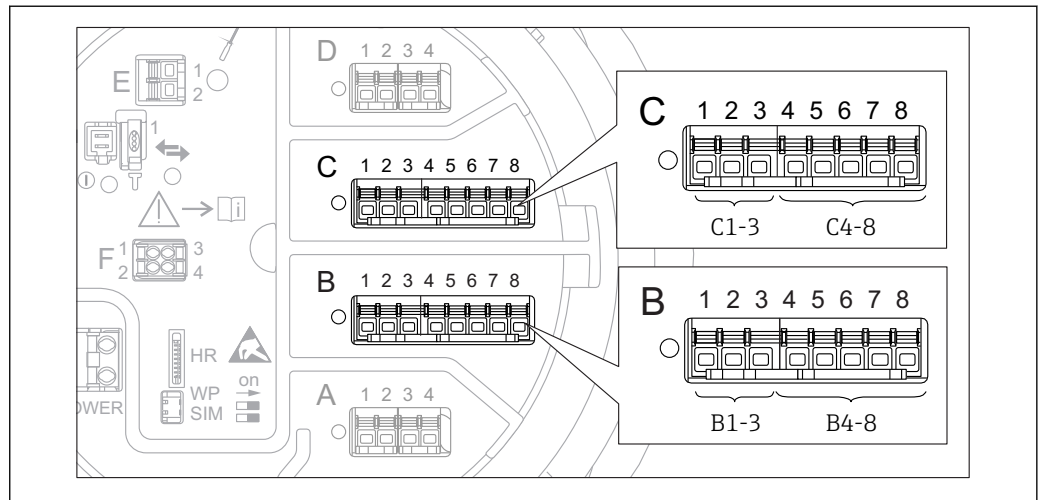 D 1 2 3 4
E 1
2
1
C 1 2 3 4 5 6 7 8
C 1 2 3 4 5 6 7 8
C1-3 C4-8
F 1 3
2 4
i
B 1 2 3 4 5 6 7 8
B 1 2 3 4 5 6 7 8
B1-3 B4-8
HR
WP on
SIM
OWER
A 1 2 3 4